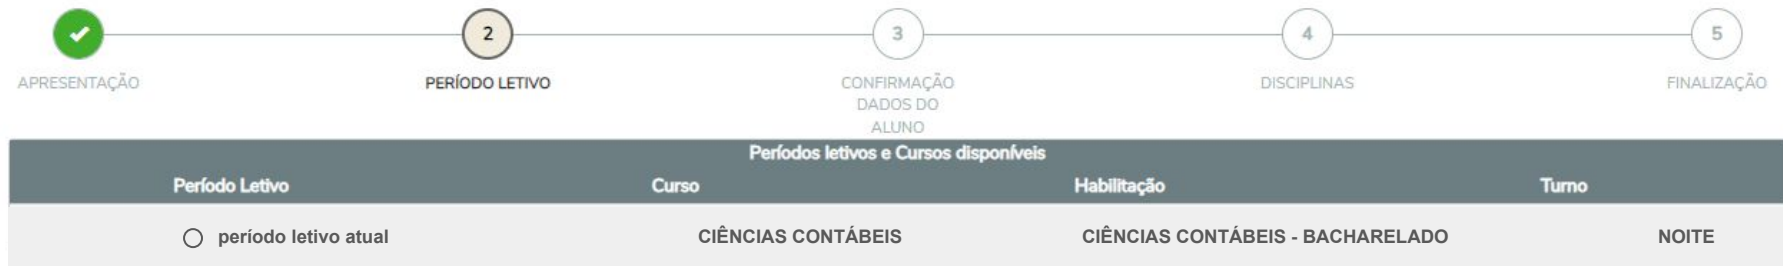 2 3 4 5
APRESENTAÇÃO PERÍODO LETIVO CONFIRMAÇÃO DISCIPLINAS FINALIZAÇÃO
DADOS DO
ALUNO
Períodos letivos e Cursos disponíveis
Período Letivo Curso Habilitação Turno
período letivo atual CIÊNCIAS CONTÁBEIS CIÊNCIAS CONTÁBEIS - BACHARELADO NOITE